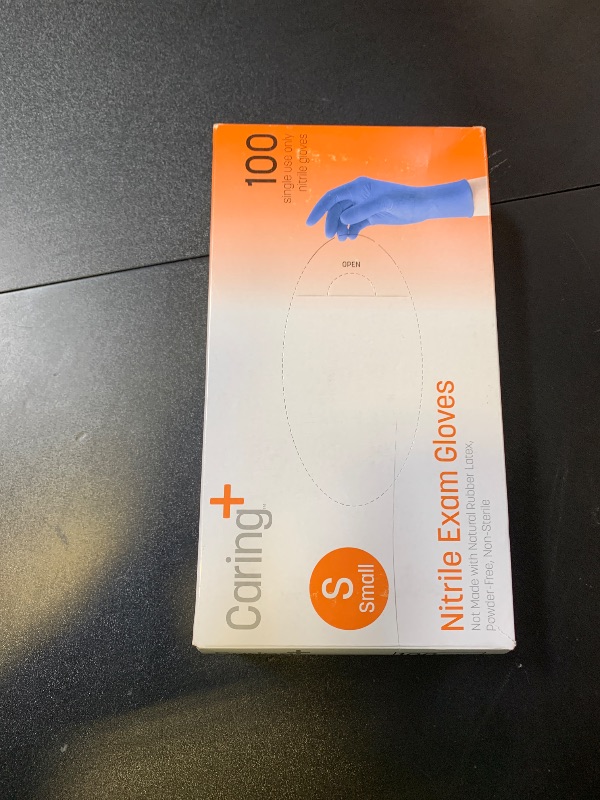 Caring+™
100
single use only
nitrile gloves
OPEN
S
Small
Nitrile Exam Gloves
Not Made with Natural Rubber Latex,
Powder-Free, Non-Sterile